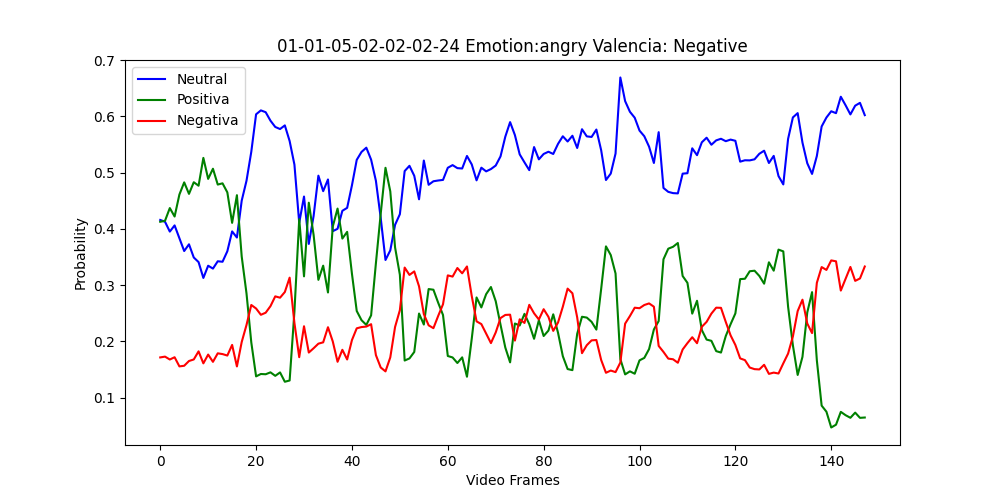 01-01-05-02-02-02-24 Emotion:angry Valencia: Negative
Neutral
Positiva
Negativa
Probability
0.7
0.6
0.5
0.4
0.3
0.2
0.1
0 20 40 60 80 100 120 140
Video Frames